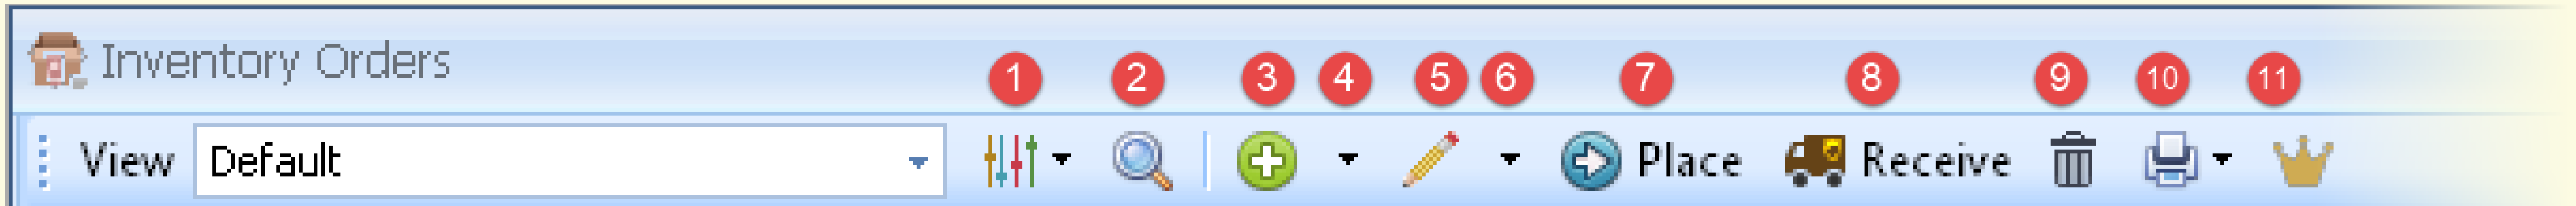 Inventory Orders
1 2 3 4 5 6 7 8 9 10 11
View Default Place Receive